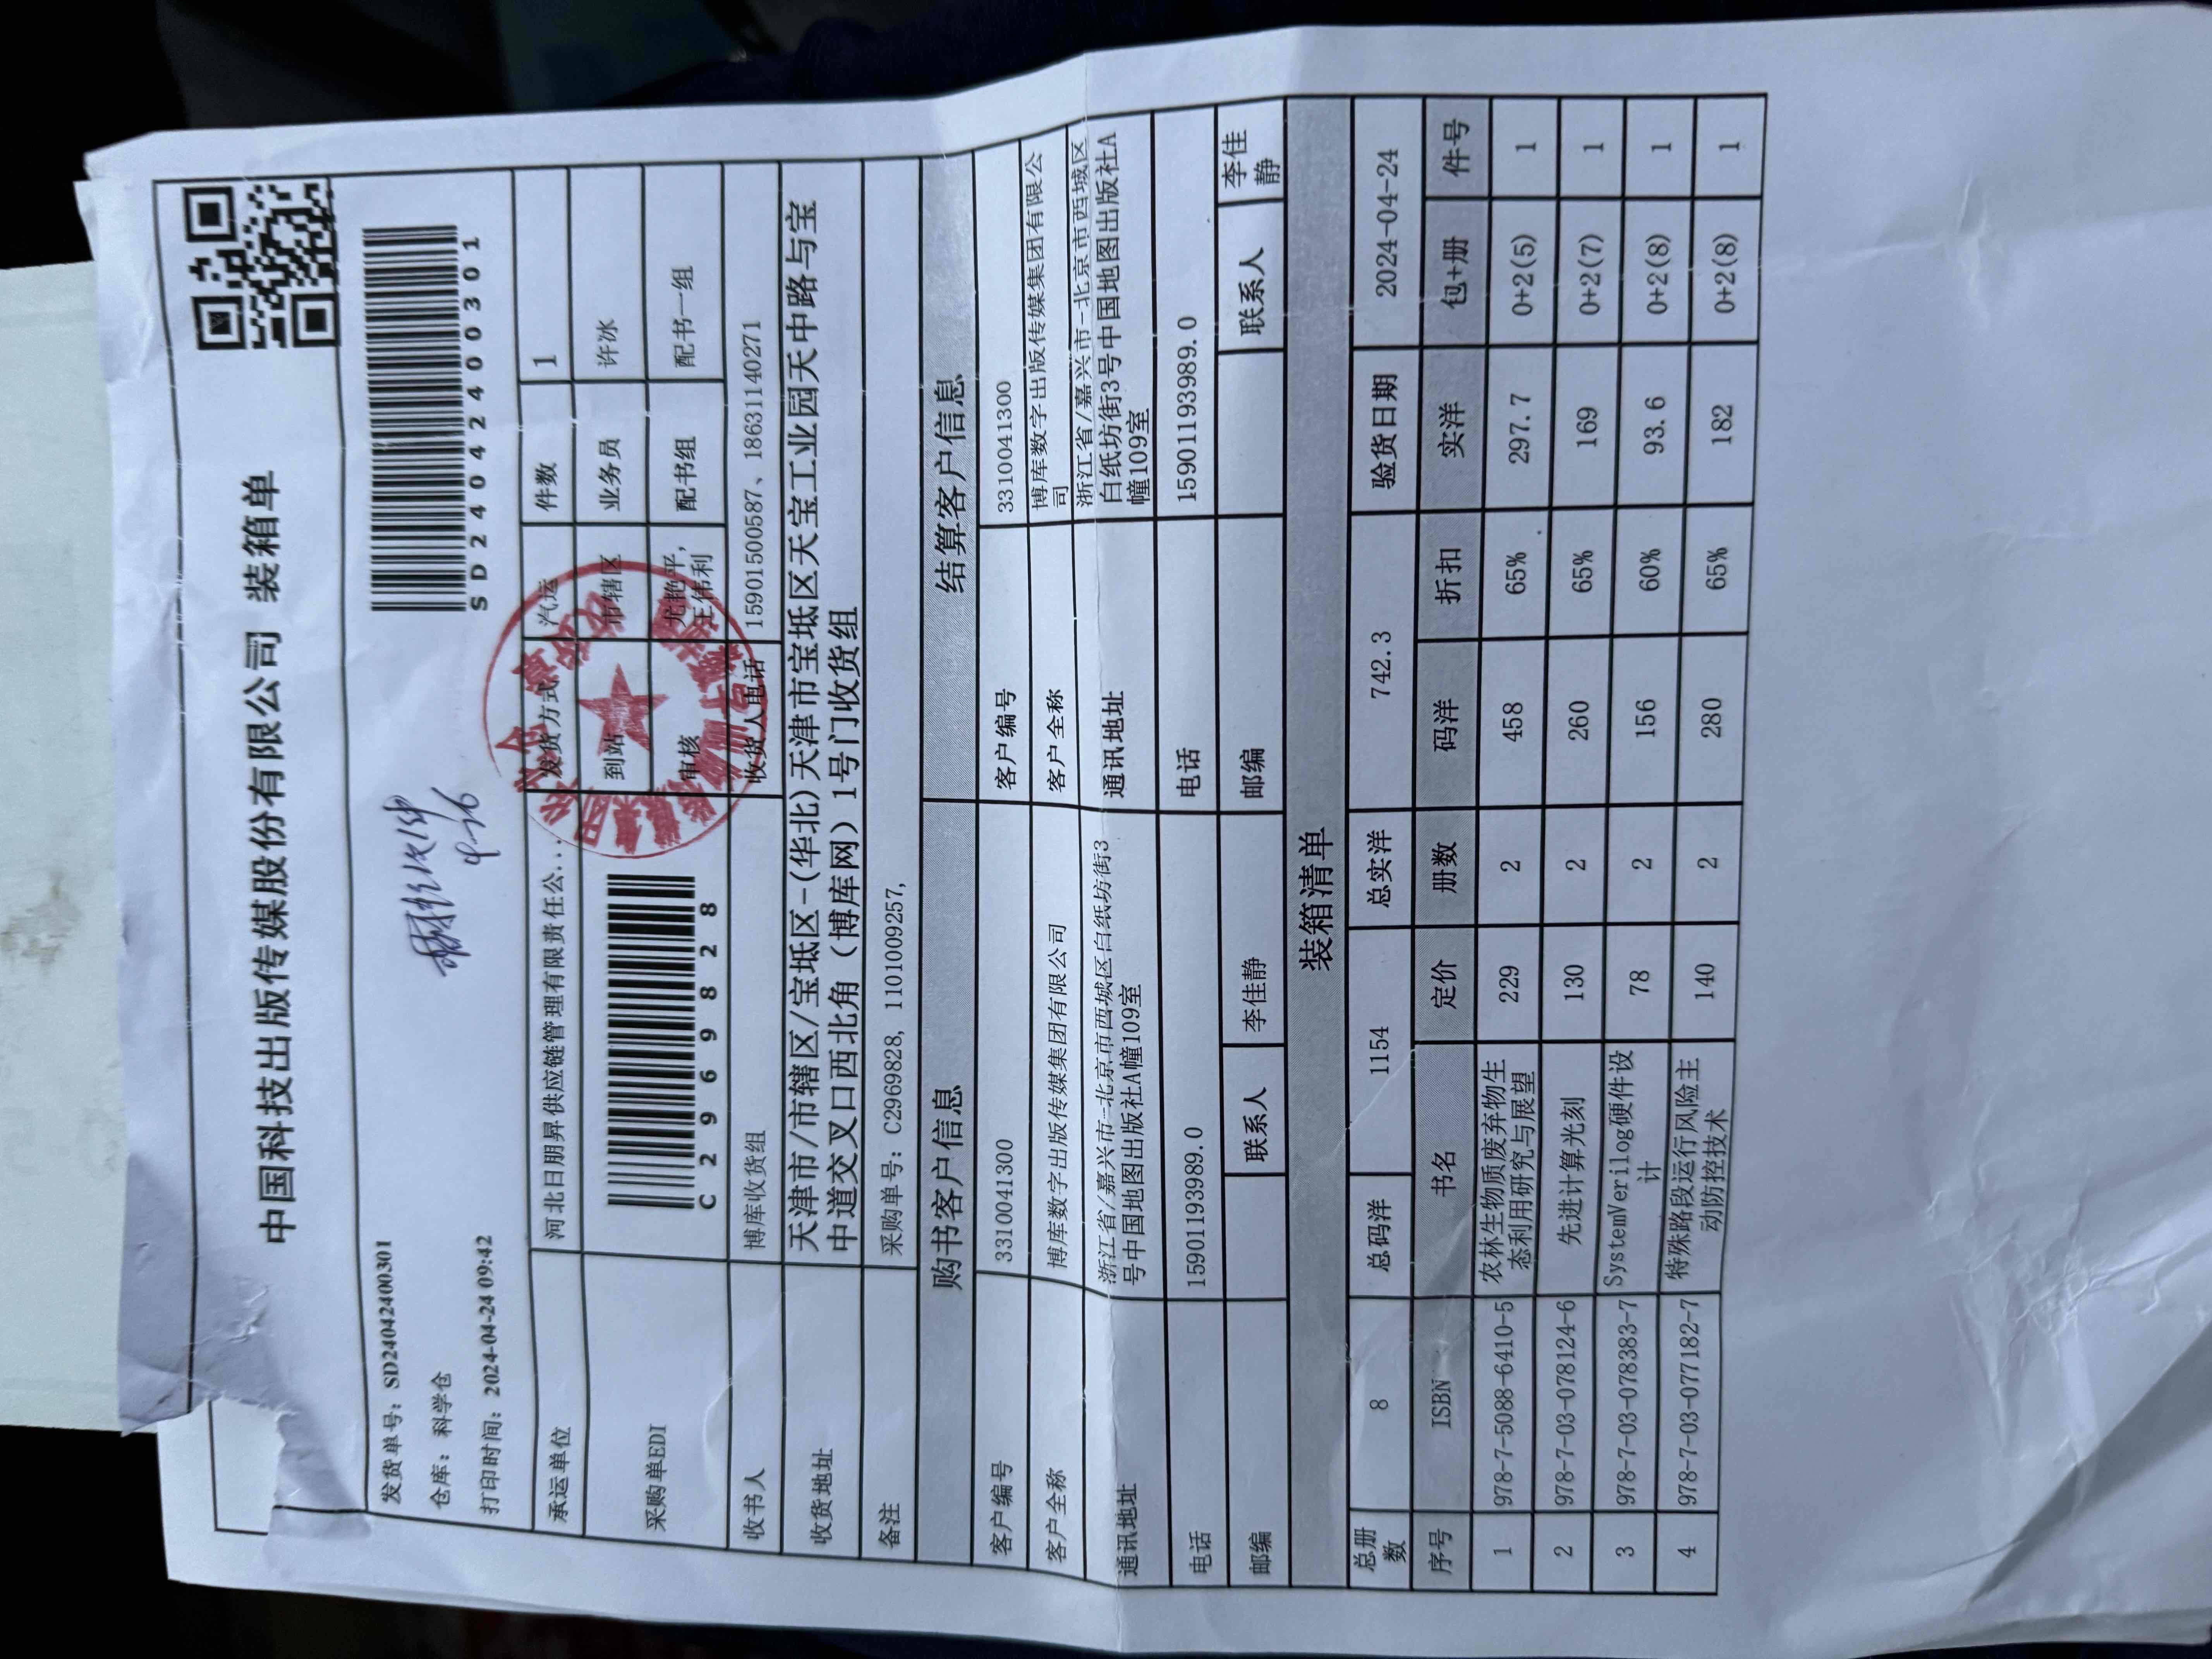 中国科技出版传媒股份有限公司 装箱单
发货单号：SD240424003​01
仓库：科学仓
打印时间：2024-04-24 09:42
SD24042400301
4-26
承运单位 河北日朋昇供应链管理有限责任公... 发货方式 汽运 件数 1
采购单EDI C2969828 到站 市辖区 业务员 许冰
审核 尤艳平, 王伟利 配书组 配书一组
收书人 博库收货组 收货人电话 15901500587、18631140271
收货地址 天津市/市辖区/宝坻区-(华北)天津市宝坻区天宝工业园天中路与宝
中道交叉口西北角（博库网）1号门收货组
备注 采购单号：C2969828, 1101009257,
购书客户信息 结算客户信息
客户编号 3310041300 客户编号 3310041300
客户全称 博库数字出版传媒集团有限公司 客户全称 博库数字出版传媒集团有限公
司
通讯地址 浙江省/嘉兴市-北京市西城区白纸坊街3
号中国地图出版社A幢109室
通讯地址 浙江省/嘉兴市-北京市西城区
白纸坊街3号中国地图出版社A
幢109室
电话 15901193989.0 电话 15901193989.0
邮编 联系人 李佳静 邮编 联系人 李佳
静
装箱清单
总册
数 8 总码洋 1154 总实洋 742.3 验货日期 2024-04-24
序号 ISBN 书名 定价 册数 码洋 折扣 实洋 包+册 件号
1 978-7-5088-6410-5 农林生物质废弃物生
态利用研究与展望 229 2 458 65% 297.7 0+2(5) 1
2 978-7-03-078124-6 先进计算光刻 130 2 260 65% 169 0+2(7) 1
3 978-7-03-078383-7 SystemVerilog硬件设
计 78 2 156 60% 93.6 0+2(8) 1
4 978-7-03-077182-7 特殊路段运行风险主
动防控技术 140 2 280 65% 182 0+2(8) 1